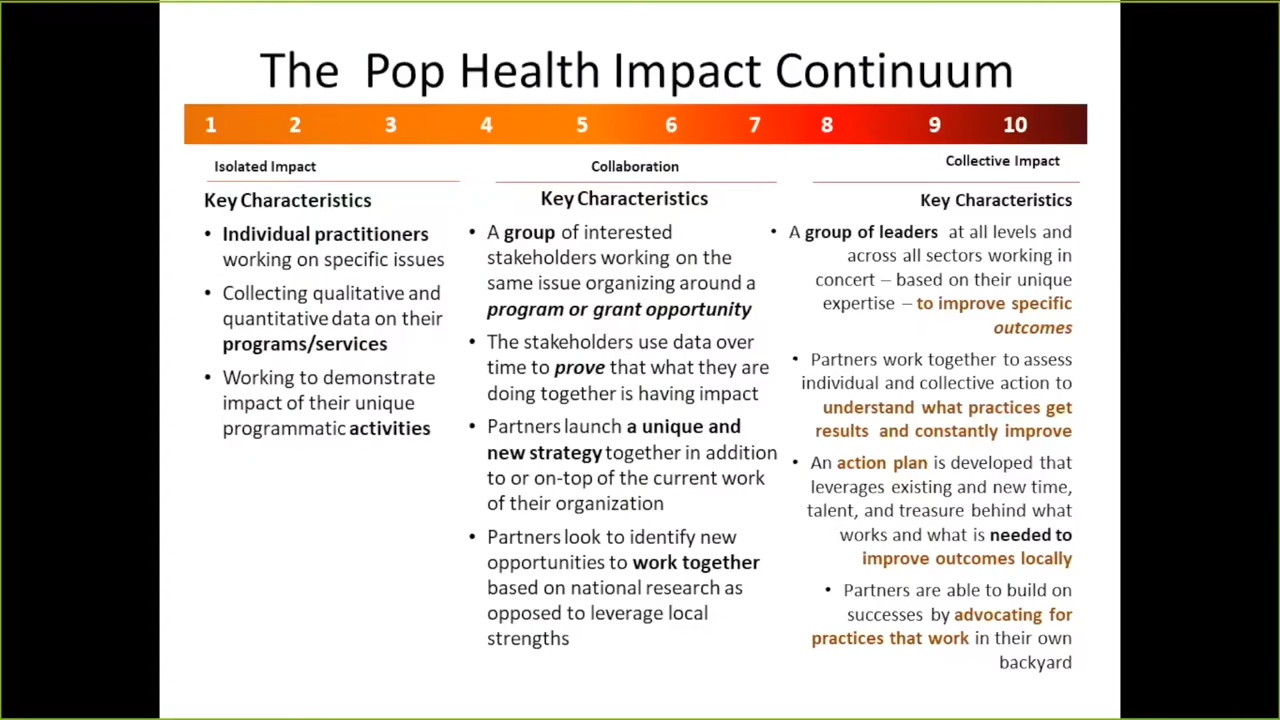 The Pop Health Impact Continuum
1 2 3 4 5 6 7 8 9 10
Isolated Impact
Key Characteristics
• Individual practitioners
working on specific issues
• Collecting qualitative and
quantitative data on their
programs/services
• Working to demonstrate
impact of their unique
programmatic activities
Collaboration
Key Characteristics
• A group of interested
stakeholders working on the
same issue organizing around a
program or grant opportunity
• The stakeholders use data over
time to prove that what they are
doing together is having impact
• Partners launch a unique and
new strategy together in addition
to or on-top of the current work
of their organization
• Partners look to identify new
opportunities to work together
based on national research as
opposed to leverage local
strengths
Collective Impact
Key Characteristics
• A group of leaders at all levels and
across all sectors working in
concert – based on their unique
expertise – to improve specific
outcomes
• Partners work together to assess
individual and collective action to
understand what practices get
results and constantly improve
• An action plan is developed that
leverages existing and new time,
talent, and treasure behind what
works and what is needed to
improve outcomes locally
• Partners are able to build on
successes by advocating for
practices that work in their own
backyard